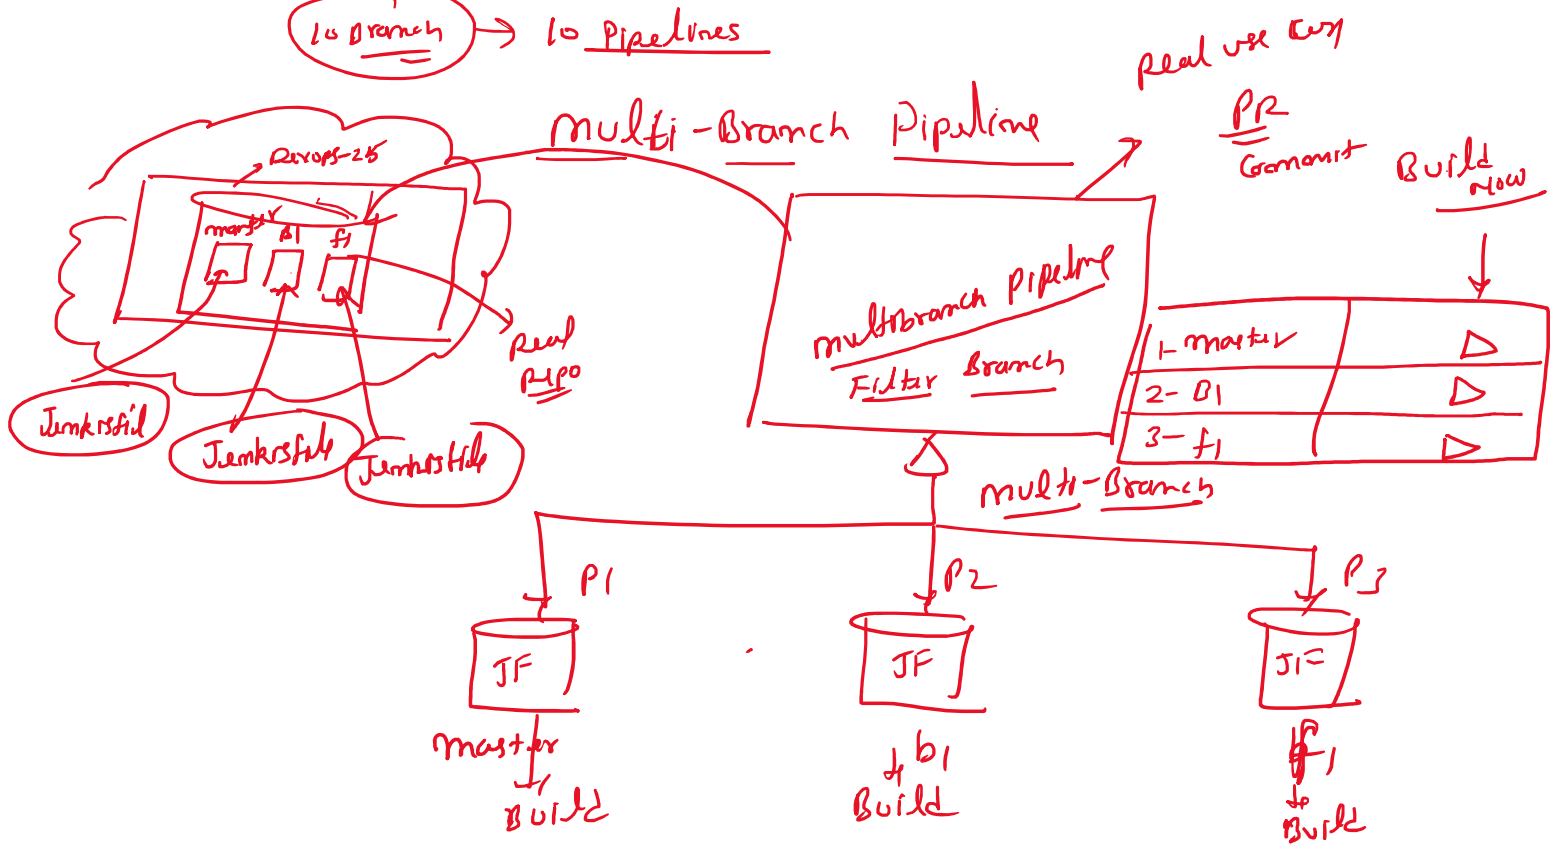 10 Branch → 10 Pipelines
Real use
PR
Commit
Multi-Branch Pipeline
Build
Now
Devops-25
master B1 f1
Real
Repo
Jenkinsfile
Jenkinsfile
Jenkinsfile
multibranch Pipeline
Filter Branch
1- master
2- B1
3- f1
multi-Branch
P1 P2 P3
JF JF JF
master b1 f1
Build Build Build